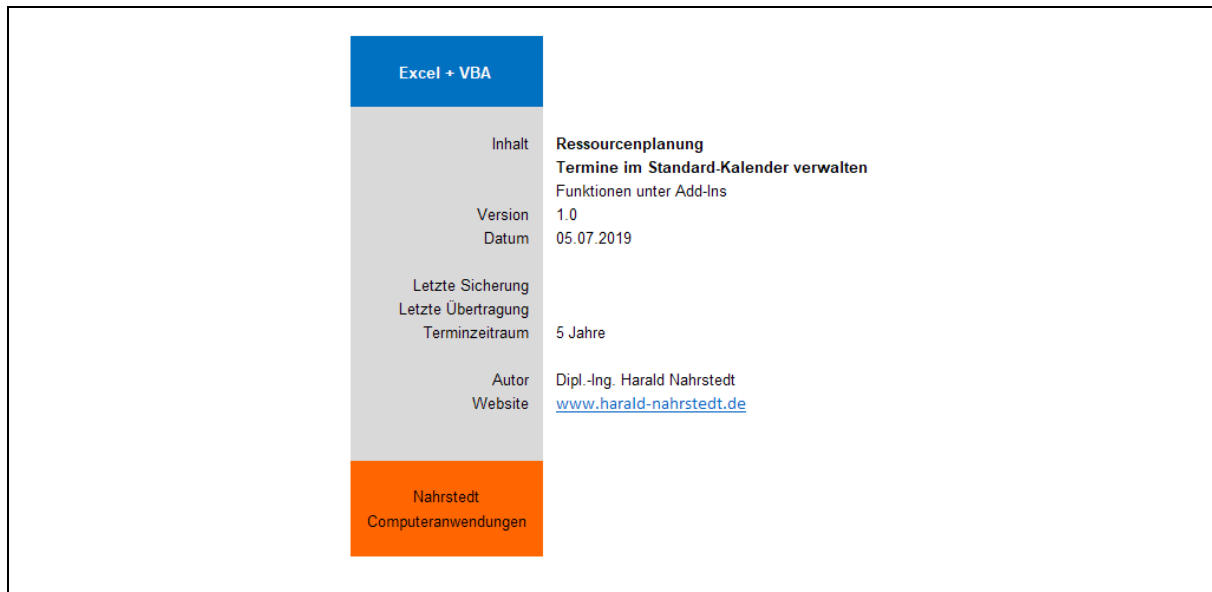 Excel + VBA
Inhalt Ressourcenplanung
Termine im Standard-Kalender verwalten
Funktionen unter Add-Ins
Version 1.0
Datum 05.07.2019
Letzte Sicherung
Letzte Übertragung
Terminzeitraum 5 Jahre
Autor Dipl.-Ing. Harald Nahrstedt
Website www.harald-nahrstedt.de
Nahrstedt
Computeranwendungen